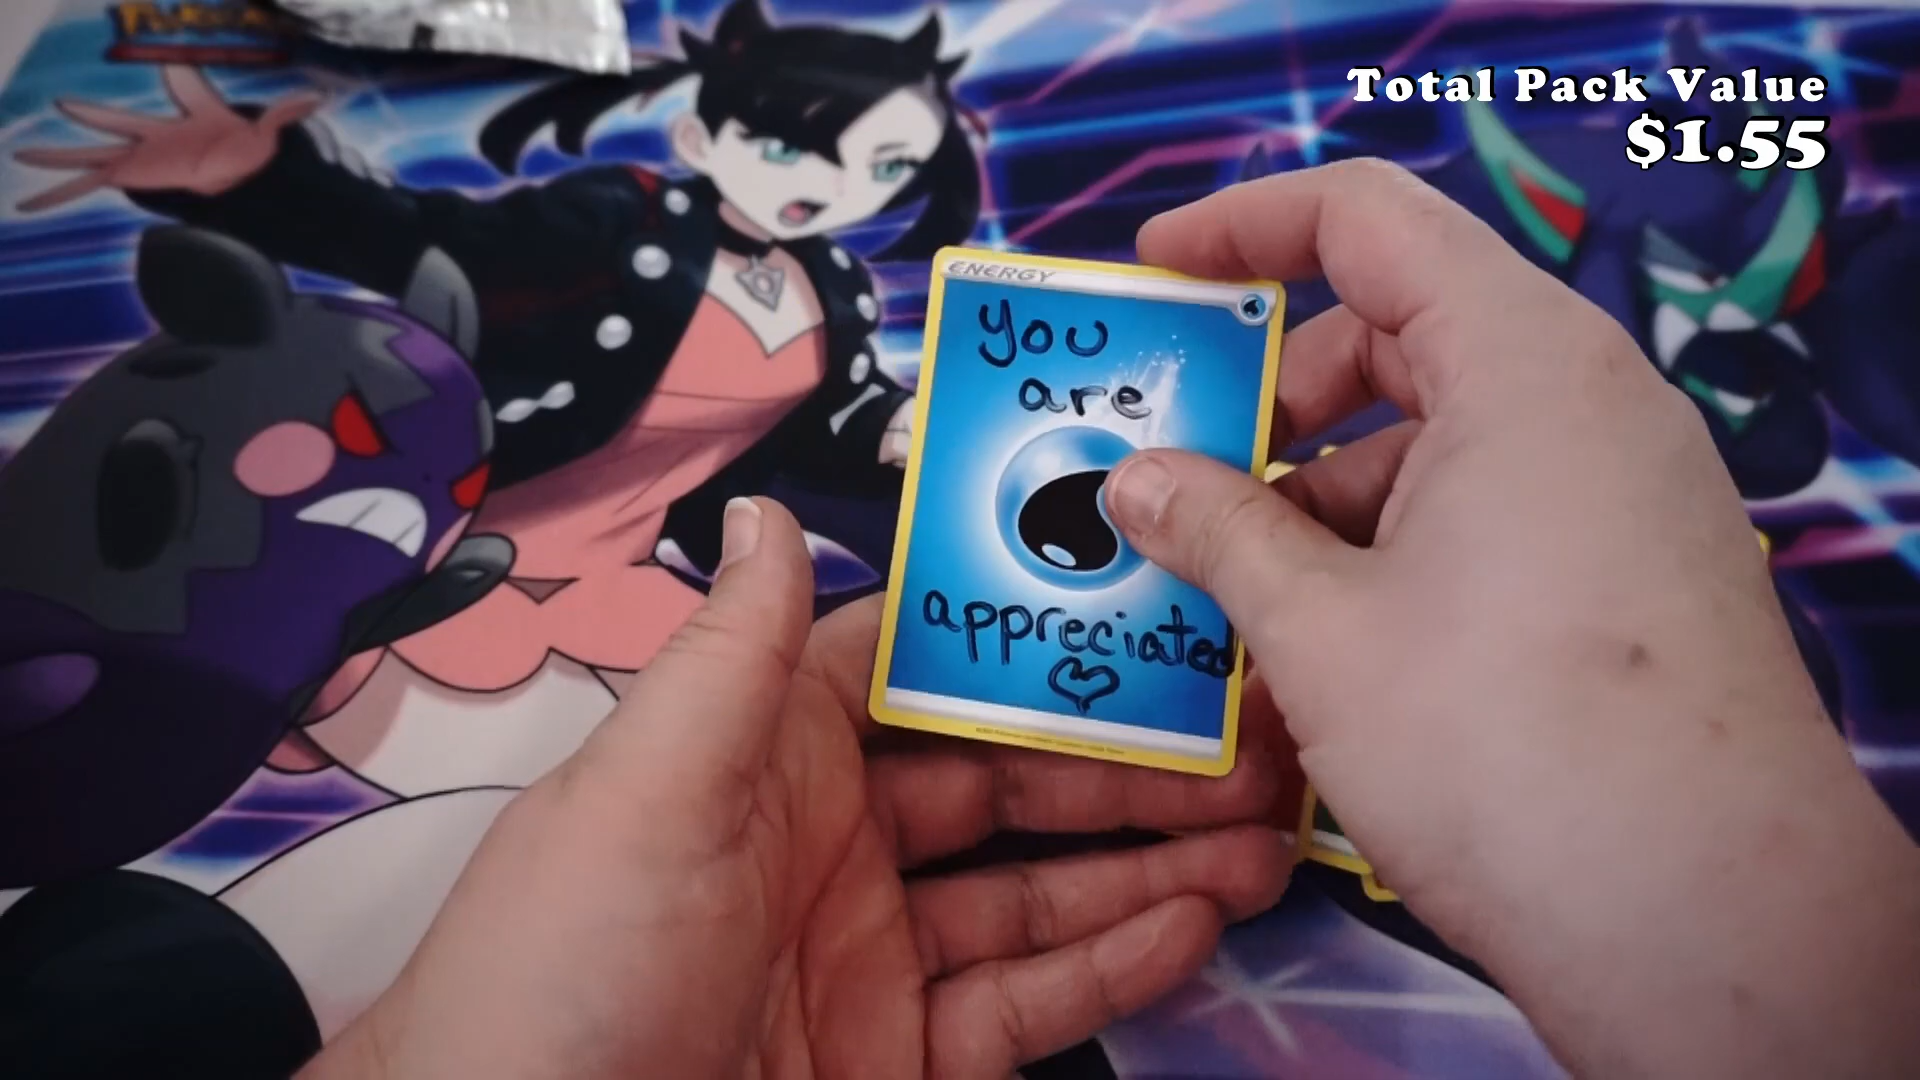 Total Pack Value
$1.55
ENERGY
you
are
appreciated